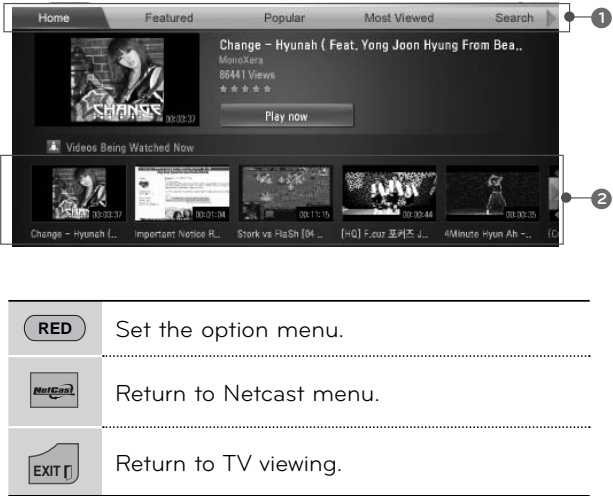 Home Featured Popular Most Viewed Search
1
Change - Hyunah ( Feat. Yong Joon Hyung From Bea..
MonoXera
86441 Views
CHANGE
00:03:37
Play now
Videos Being Watched Now
00:03:37 00:01:04 00:11:15 00:00:44 00:00:35
2
Change - Hyunah (.. Important Notice R.. Stork vs FlaSh [04 .. [HQ] F.cuz 포커즈 J.. 4Minute Hyun Ah -..
RED Set the option menu.
NetCast Return to Netcast menu.
EXIT Return to TV viewing.